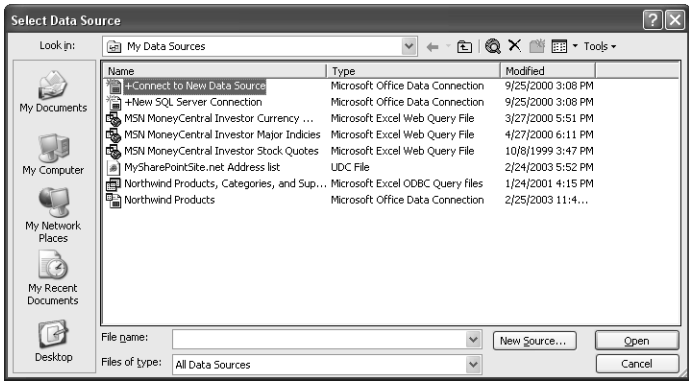 Select Data Source
Look in:
My Data Sources
Tools
Name Type Modified
+Connect to New Data Source Microsoft Office Data Connection 9/25/2000 3:08 PM
+New SQL Server Connection Microsoft Office Data Connection 9/25/2000 3:08 PM
MSN MoneyCentral Investor Currency ... Microsoft Excel Web Query File 3/27/2000 5:51 PM
MSN MoneyCentral Investor Major Indicies Microsoft Excel Web Query File 4/27/2000 6:11 PM
MSN MoneyCentral Investor Stock Quotes Microsoft Excel Web Query File 10/8/1999 3:47 PM
MySharePointSite.net Address list UDC File 2/24/2003 5:52 PM
Northwind Products, Categories, and Sup... Microsoft Excel ODBC Query files 1/24/2001 4:15 PM
Northwind Products Microsoft Office Data Connection 2/25/2003 11:4...
My Documents
My Computer
My Network
Places
My Recent
Documents
Desktop
File name:
New Source...
Open
Files of type:
All Data Sources
Cancel